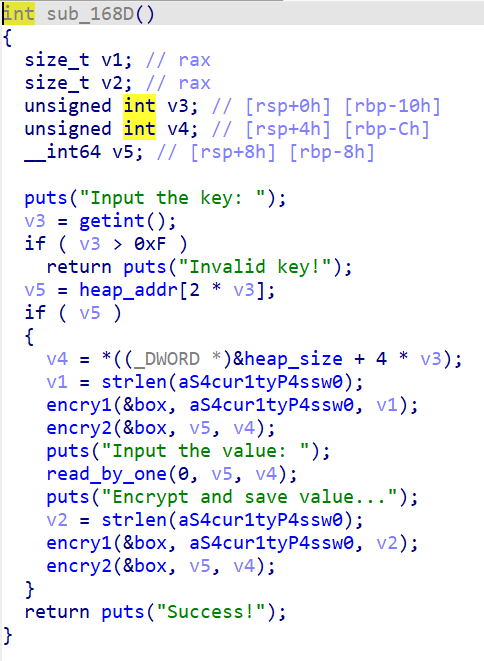 int sub_168D()
{
  size_t v1; // rax
  size_t v2; // rax
  unsigned int v3; // [rsp+0h] [rbp-10h]
  unsigned int v4; // [rsp+4h] [rbp-Ch]
  __int64 v5; // [rsp+8h] [rbp-8h]

  puts("Input the key: ");
  v3 = getint();
  if ( v3 > 0xF )
    return puts("Invalid key!");
  v5 = heap_addr[2 * v3];
  if ( v5 )
  {
    v4 = *((_DWORD *)&heap_size + 4 * v3);
    v1 = strlen(aS4cur1tyP4ssw0);
    encry1(&box, aS4cur1tyP4ssw0, v1);
    encry2(&box, v5, v4);
    puts("Input the value: ");
    read_by_one(0, v5, v4);
    puts("Encrypt and save value...");
    v2 = strlen(aS4cur1tyP4ssw0);
    encry1(&box, aS4cur1tyP4ssw0, v2);
    encry2(&box, v5, v4);
  }
  return puts("Success!");
}